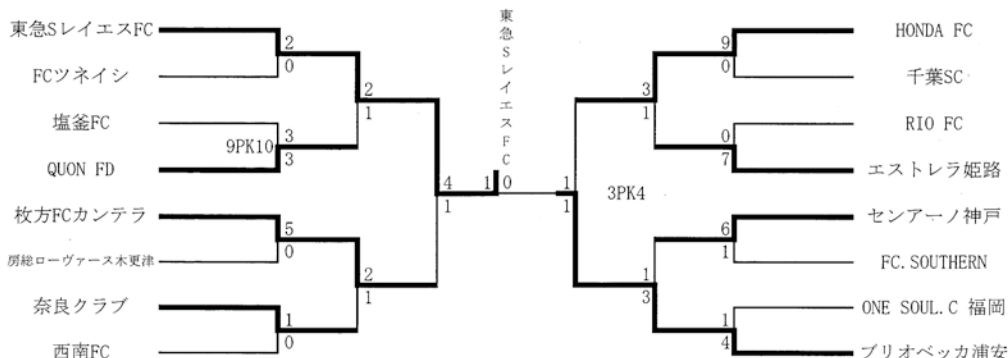 東急SレイエスFC
2
0
FCツネイシ
2
1
塩釜FC
9PK10
3
3
QUON FD
4
1
枚方FCカンテラ
5
0
房総ローヴァース木更津
2
1
奈良クラブ
1
0
西南FC
東急SレイエスFC
1
0
HONDA FC
9
0
千葉SC
3
1
RIO FC
0
7
エストレラ姫路
1
1
3PK4
センアーノ神戸
6
1
FC.SOUTHERN
1
3
ONE SOUL.C 福岡
1
4
ブリオベッカ浦安